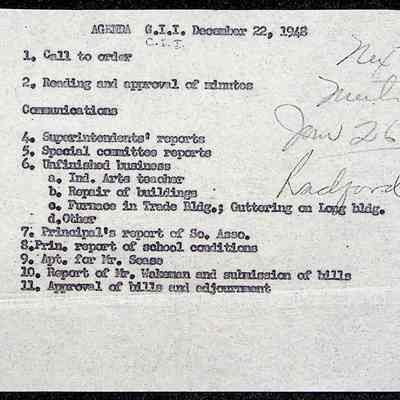 AGENDA C.I.I. December 22, 1948
C.I.I.
1. Call to order
2. Reading and approval of minutes
Communications
4. Superintendents' reports
5. Special committee reports
6. Unfinished business
a. Ind. Arts teacher
b. Repair of buildings
c. Furnace in Trade Bldg.; Guttering on Long bldg.
d.Other
7. Principal's report of So. Asso.
8.Prin. report of school conditions
9. Apt. for Mr. Sease
10. Report of Mr. Wakeman and submission of bills
11. Approval of bills and adjournment
Nex
Meeti
Jan 26
Radford